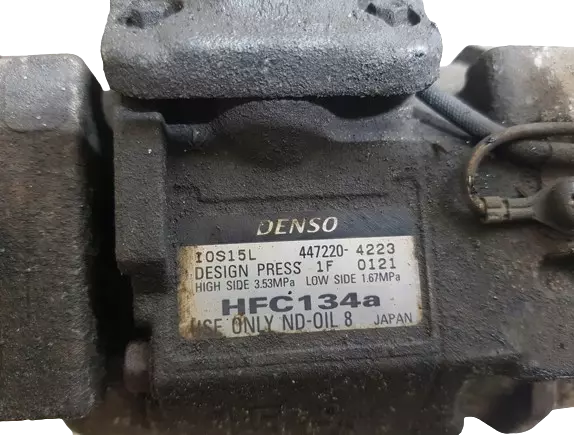 DENSO
10S15L 447220-4223
DESIGN PRESS 1F 0121
HIGH SIDE 3.53MPa LOW SIDE 1.67MPa
HFC134a
USE ONLY ND-OIL 8 JAPAN